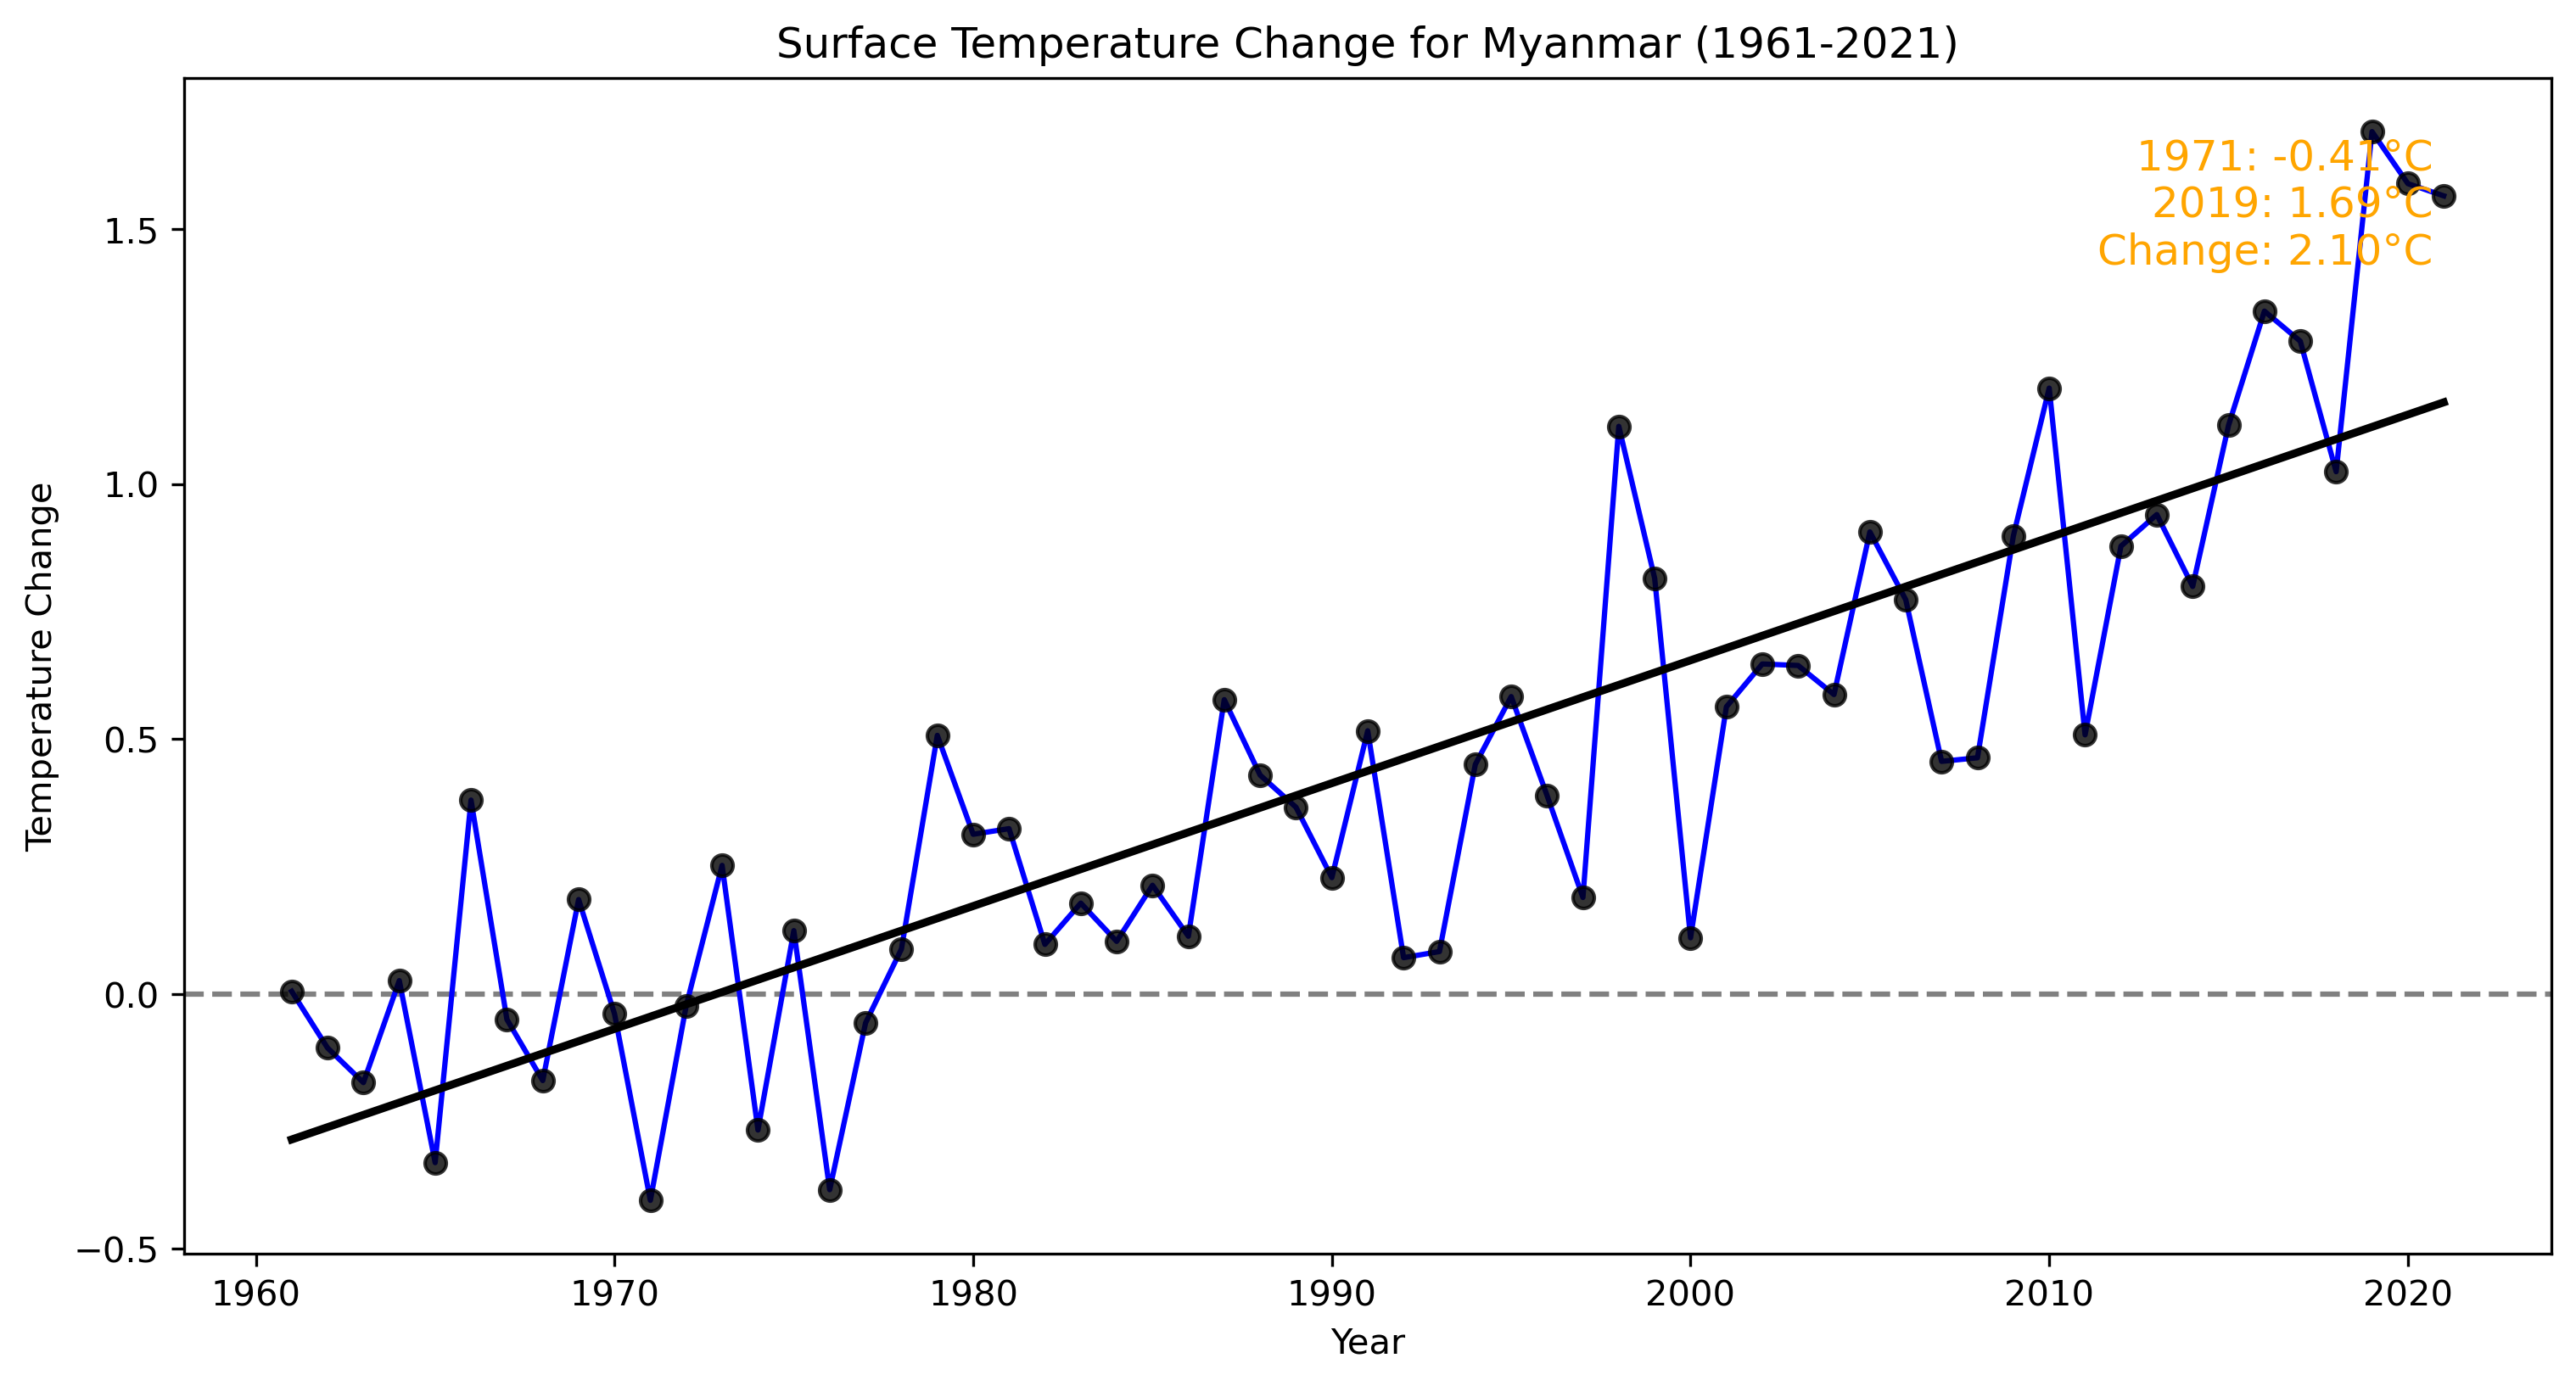 Surface Temperature Change for Myanmar (1961-2021)
1971: -0.41°C
2019: 1.69°C
Change: 2.10°C
Temperature Change
1.5
1.0
0.5
0.0
−0.5
1960 1970 1980 1990 2000 2010 2020
Year